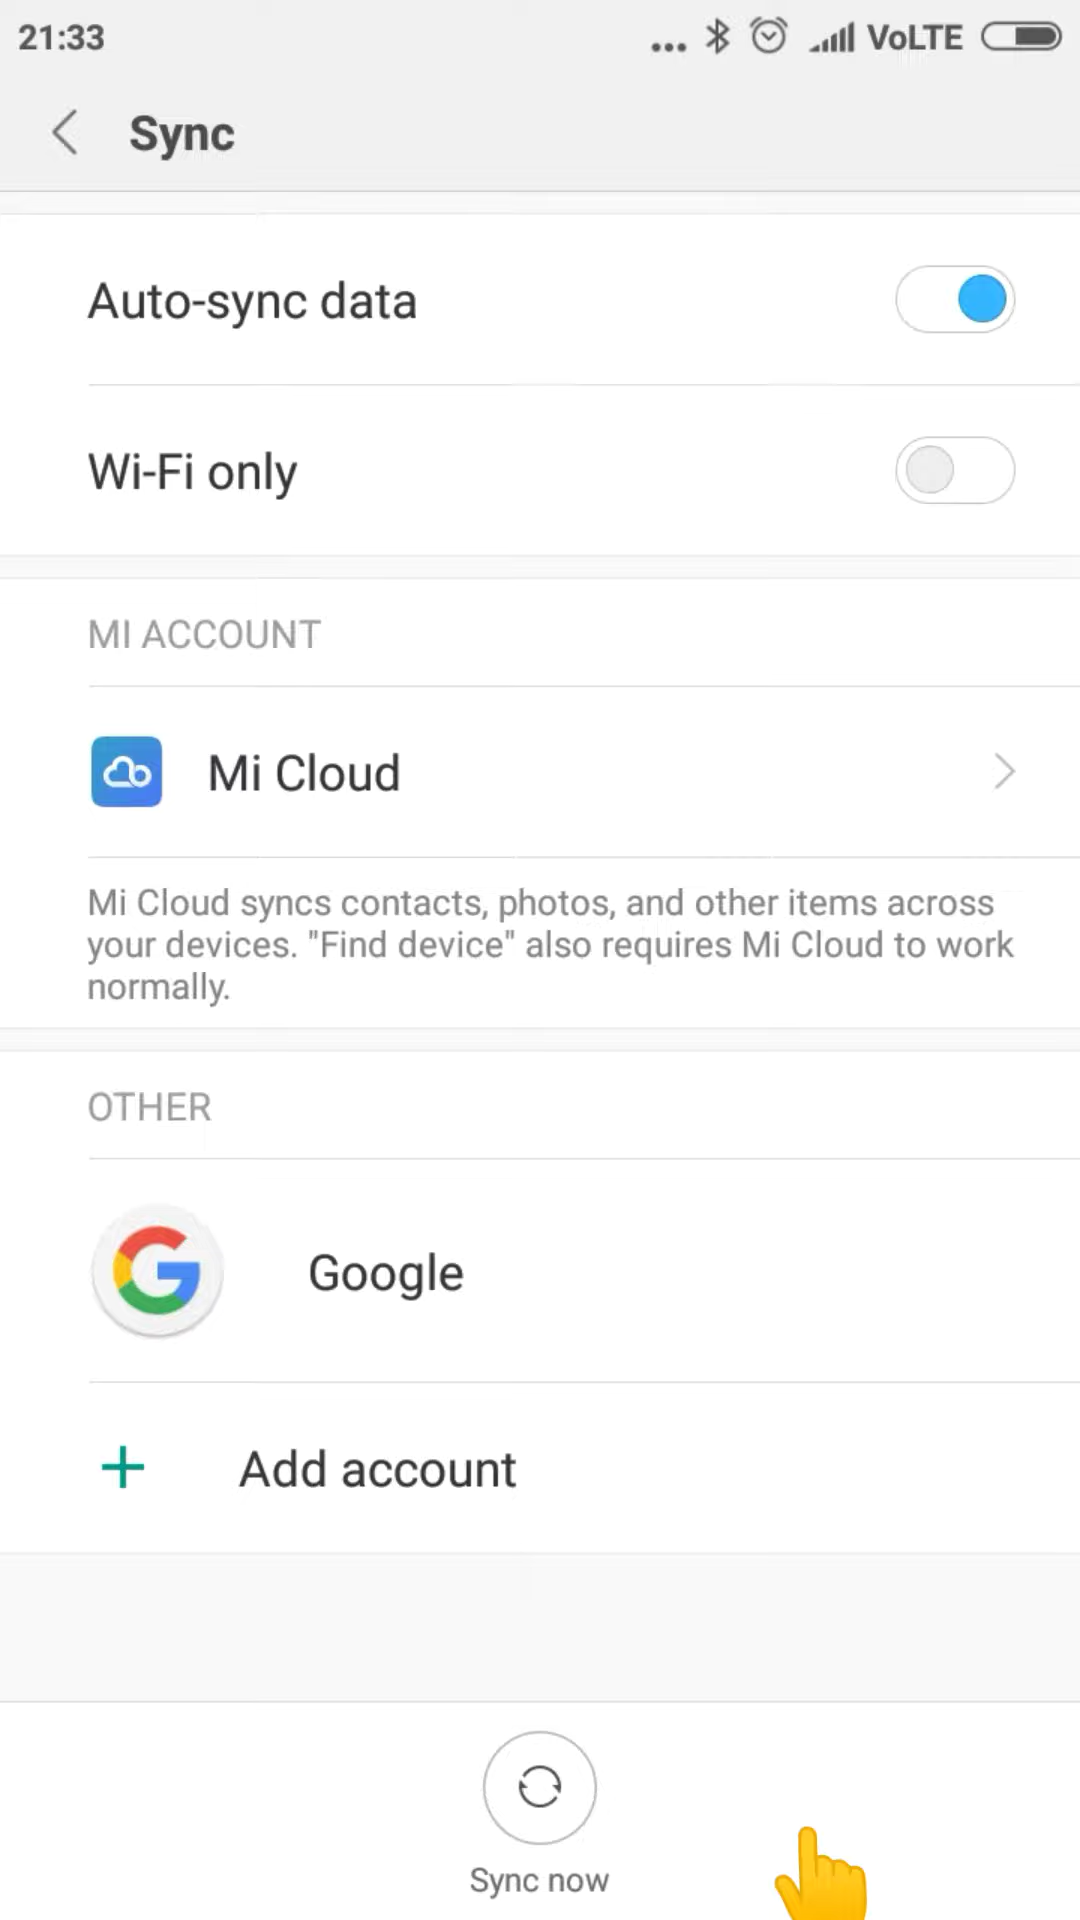 21:33
VoLTE
Sync
Auto-sync data
Wi-Fi only
MI ACCOUNT
Mi Cloud
Mi Cloud syncs contacts, photos, and other items across
your devices. "Find device" also requires Mi Cloud to work
normally.
OTHER
Google
Add account
Sync now